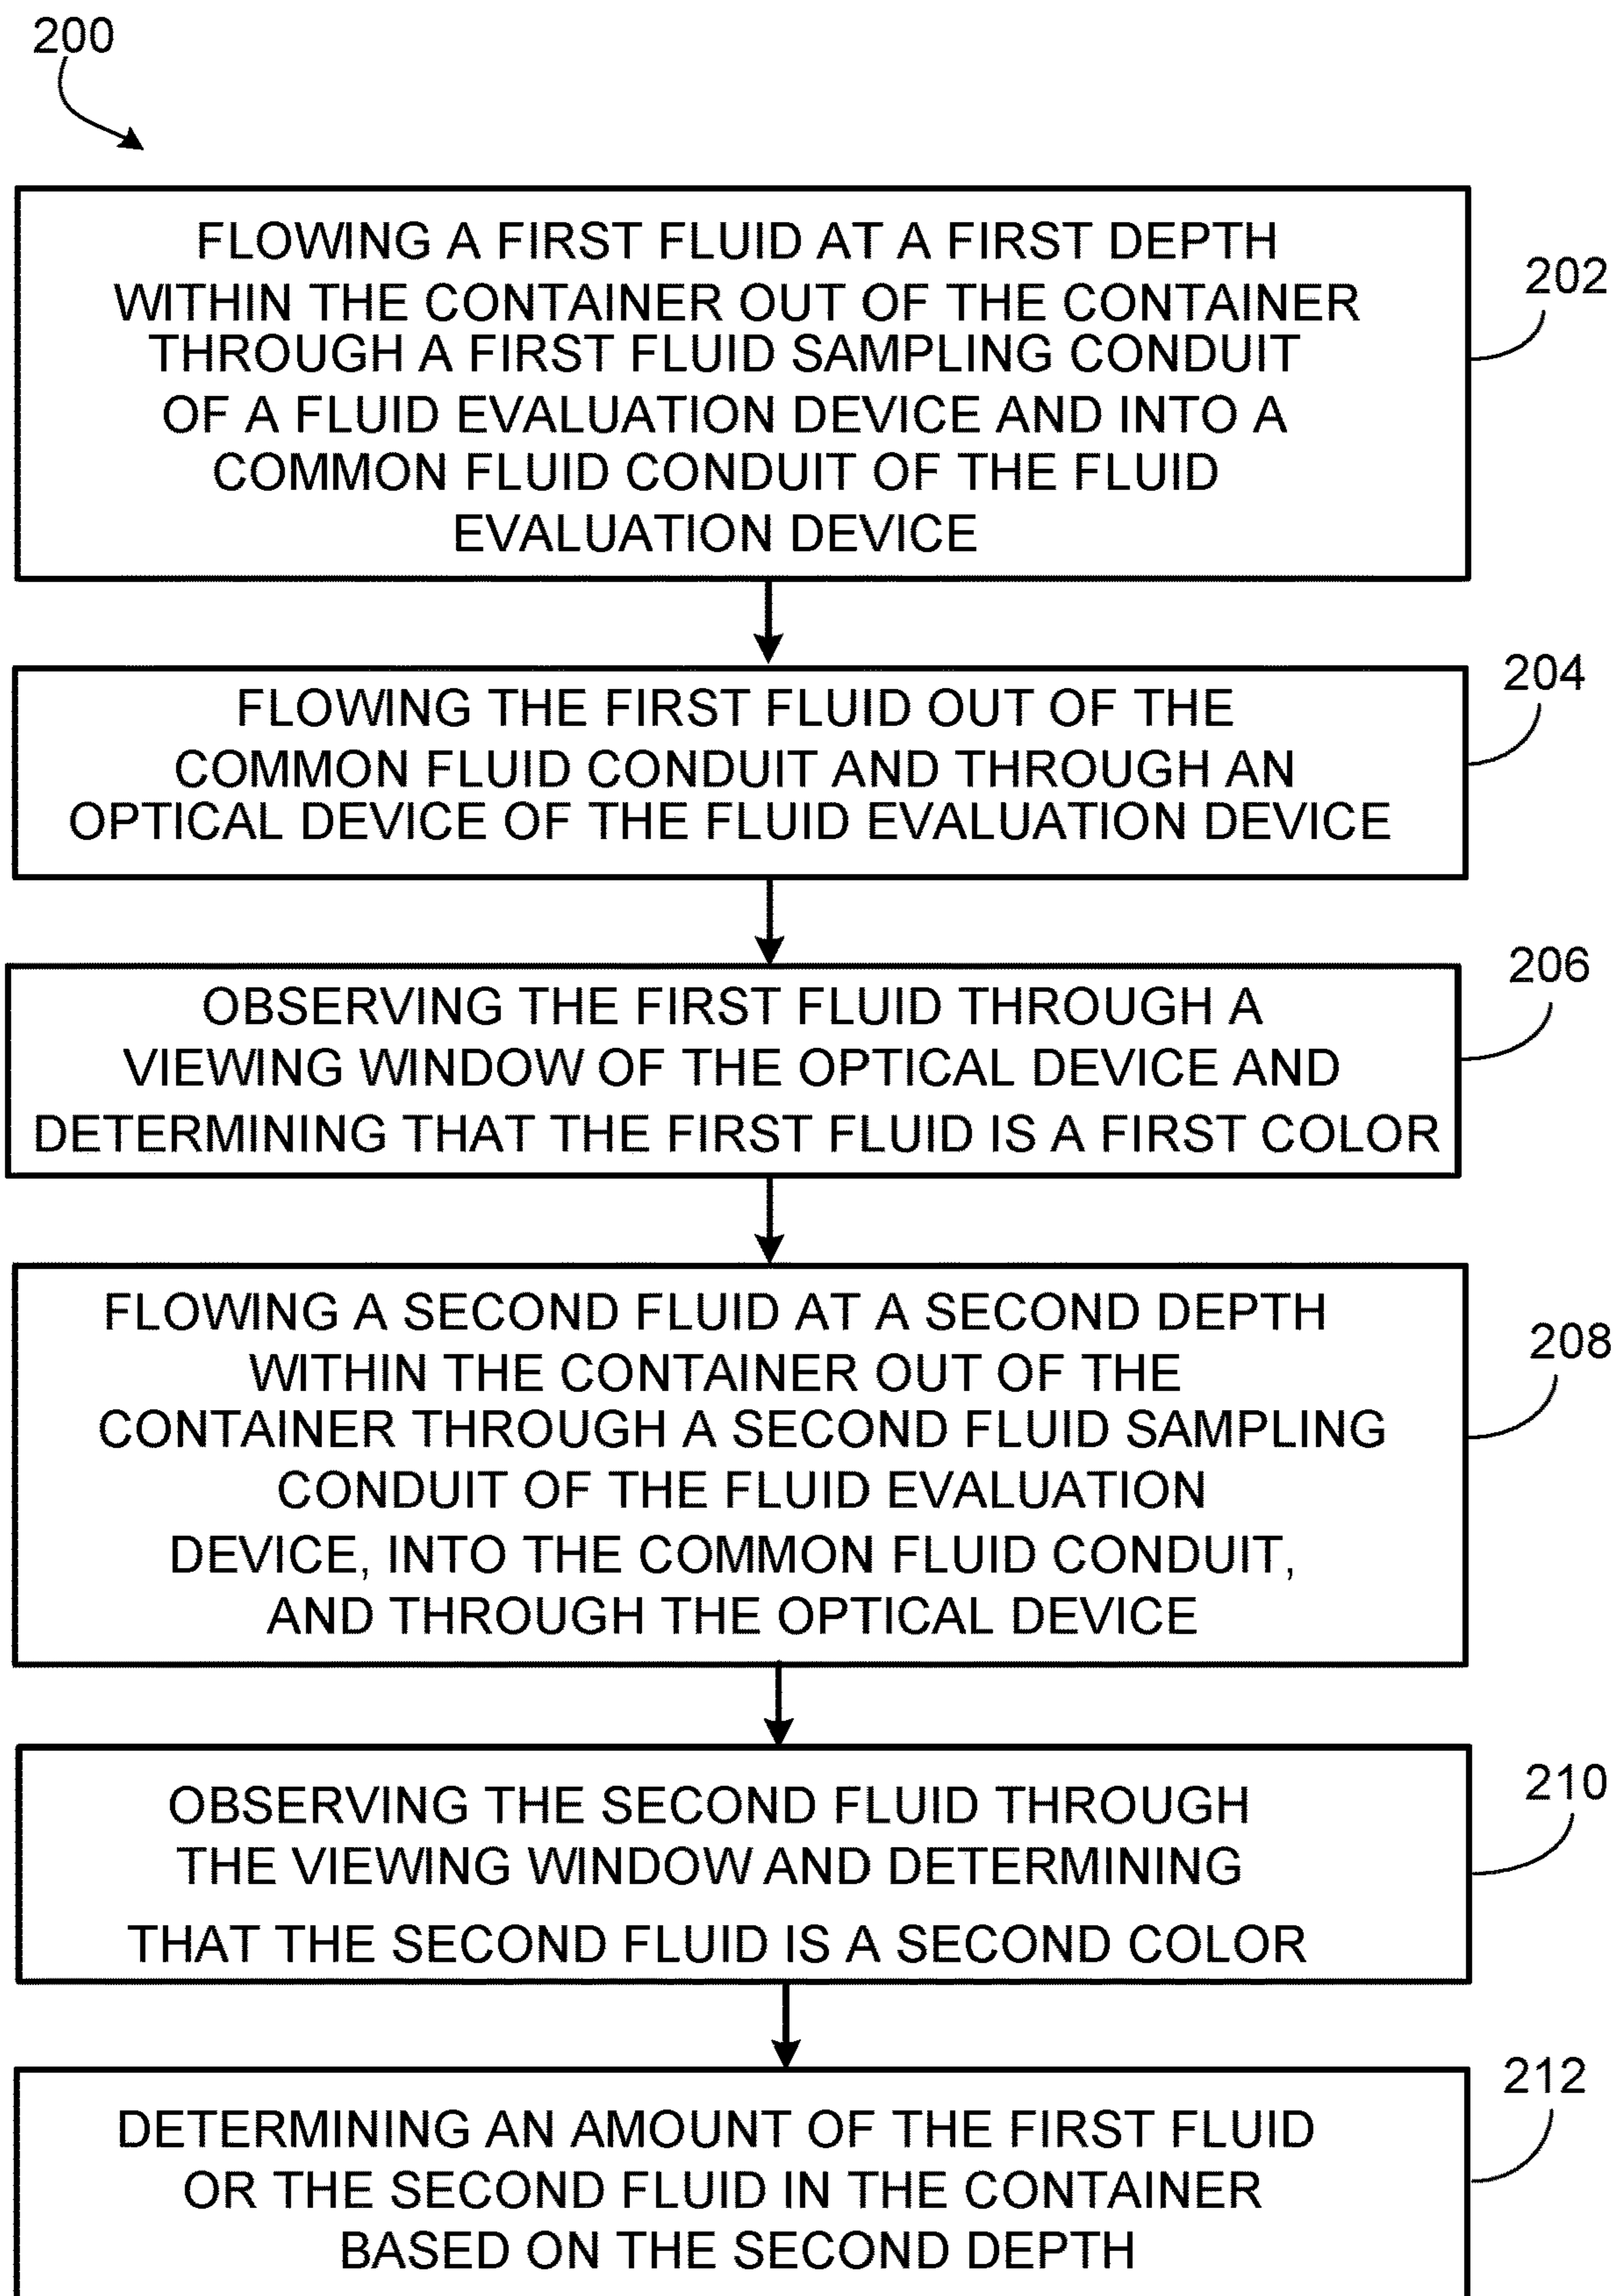 200
FLOWING A FIRST FLUID AT A FIRST DEPTH
WITHIN THE CONTAINER OUT OF THE CONTAINER
THROUGH A FIRST FLUID SAMPLING CONDUIT
OF A FLUID EVALUATION DEVICE AND INTO A
COMMON FLUID CONDUIT OF THE FLUID
EVALUATION DEVICE
202
FLOWING THE FIRST FLUID OUT OF THE
COMMON FLUID CONDUIT AND THROUGH AN
OPTICAL DEVICE OF THE FLUID EVALUATION DEVICE
204
OBSERVING THE FIRST FLUID THROUGH A
VIEWING WINDOW OF THE OPTICAL DEVICE AND
DETERMINING THAT THE FIRST FLUID IS A FIRST COLOR
206
FLOWING A SECOND FLUID AT A SECOND DEPTH
WITHIN THE CONTAINER OUT OF THE
CONTAINER THROUGH A SECOND FLUID SAMPLING
CONDUIT OF THE FLUID EVALUATION
DEVICE, INTO THE COMMON FLUID CONDUIT,
AND THROUGH THE OPTICAL DEVICE
208
OBSERVING THE SECOND FLUID THROUGH
THE VIEWING WINDOW AND DETERMINING
THAT THE SECOND FLUID IS A SECOND COLOR
210
DETERMINING AN AMOUNT OF THE FIRST FLUID
OR THE SECOND FLUID IN THE CONTAINER
BASED ON THE SECOND DEPTH
212